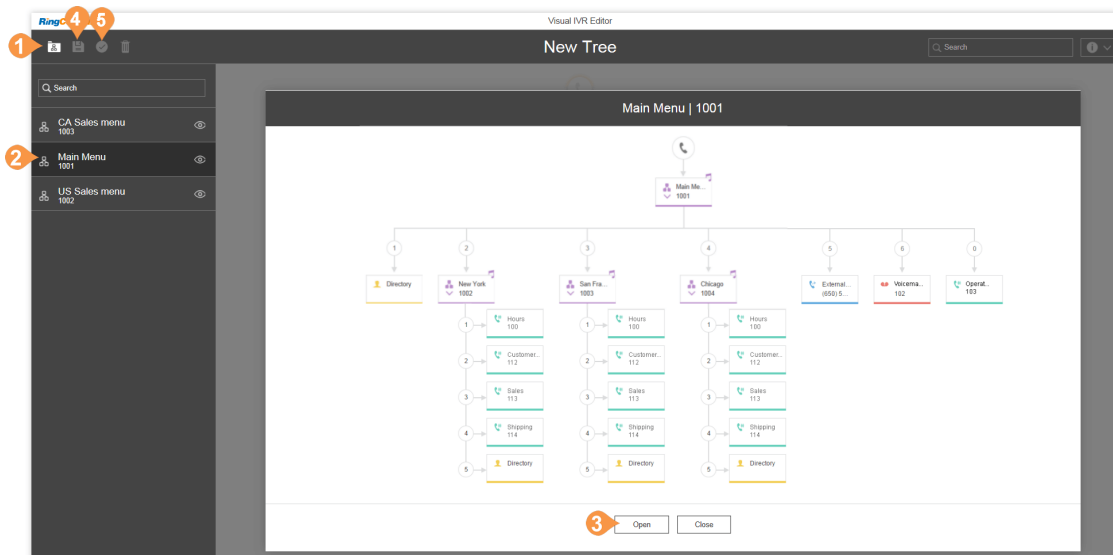 Visual IVR Editor
4
5
1
New Tree
Search
Search
CA Sales menu
1003
2
Main Menu
1001
US Sales menu
1002
Main Menu | 1001
Main Me...
1001
1
2
3
4
5
6
0
Directory
New York
1002
San Fra...
1003
Chicago
1004
External...
(650) 5...
Voicema...
102
Operat...
103
1
Hours
100
1
Hours
100
1
Hours
100
2
Customer...
112
2
Customer...
112
2
Customer...
112
3
Sales
113
3
Sales
113
3
Sales
113
4
Shipping
114
4
Shipping
114
4
Shipping
114
5
Directory
5
Directory
5
Directory
3
Open
Close